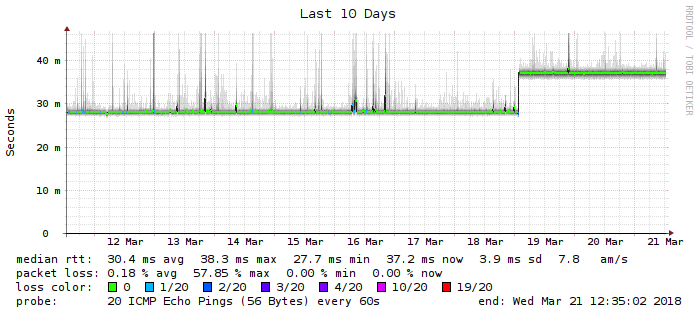 Last 10 Days
RRDTOOL / TOBI OETIKER
Seconds
40 m
30 m
20 m
10 m
0
12 Mar 13 Mar 14 Mar 15 Mar 16 Mar 17 Mar 18 Mar 19 Mar 20 Mar 21 Mar
median rtt: 30.4 ms avg 38.3 ms max 27.7 ms min 37.2 ms now 3.9 ms sd 7.8 am/s
packet loss: 0.18 % avg 57.85 % max 0.00 % min 0.00 % now
loss color: 0 1/20 2/20 3/20 4/20 10/20 19/20
probe: 20 ICMP Echo Pings (56 Bytes) every 60s end: Wed Mar 21 12:35:02 2018